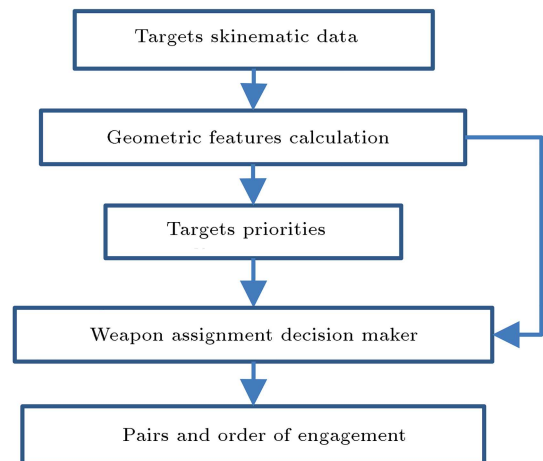 Targets skinematic data
Geometric features calculation
Targets priorities
Weapon assignment decision maker
Pairs and order of engagement